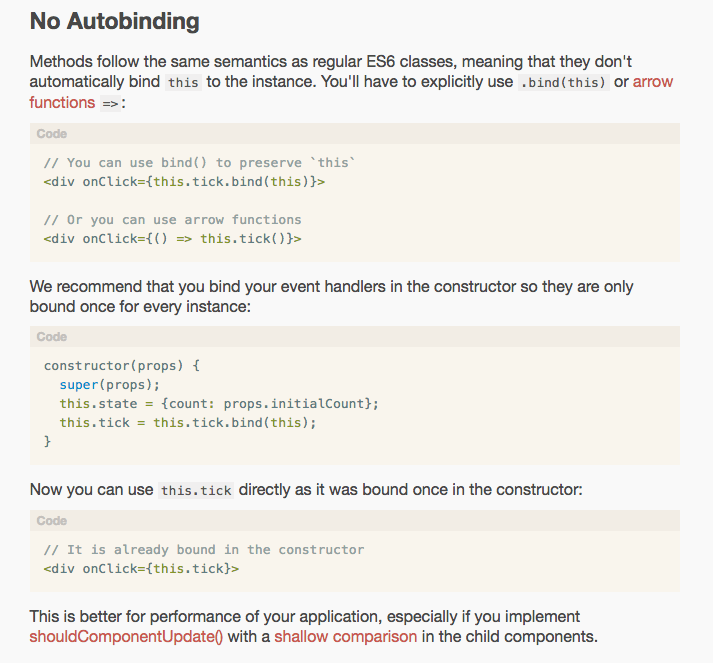 No Autobinding
Methods follow the same semantics as regular ES6 classes, meaning that they don't
automatically bind this to the instance. You'll have to explicitly use .bind(this) or arrow
functions =>:
Code
// You can use bind() to preserve `this`
<div onClick={this.tick.bind(this)}>

// Or you can use arrow functions
<div onClick={() => this.tick()}>
We recommend that you bind your event handlers in the constructor so they are only
bound once for every instance:
Code
constructor(props) {
  super(props);
  this.state = {count: props.initialCount};
  this.tick = this.tick.bind(this);
}
Now you can use this.tick directly as it was bound once in the constructor:
Code
// It is already bound in the constructor
<div onClick={this.tick}>
This is better for performance of your application, especially if you implement
shouldComponentUpdate() with a shallow comparison in the child components.